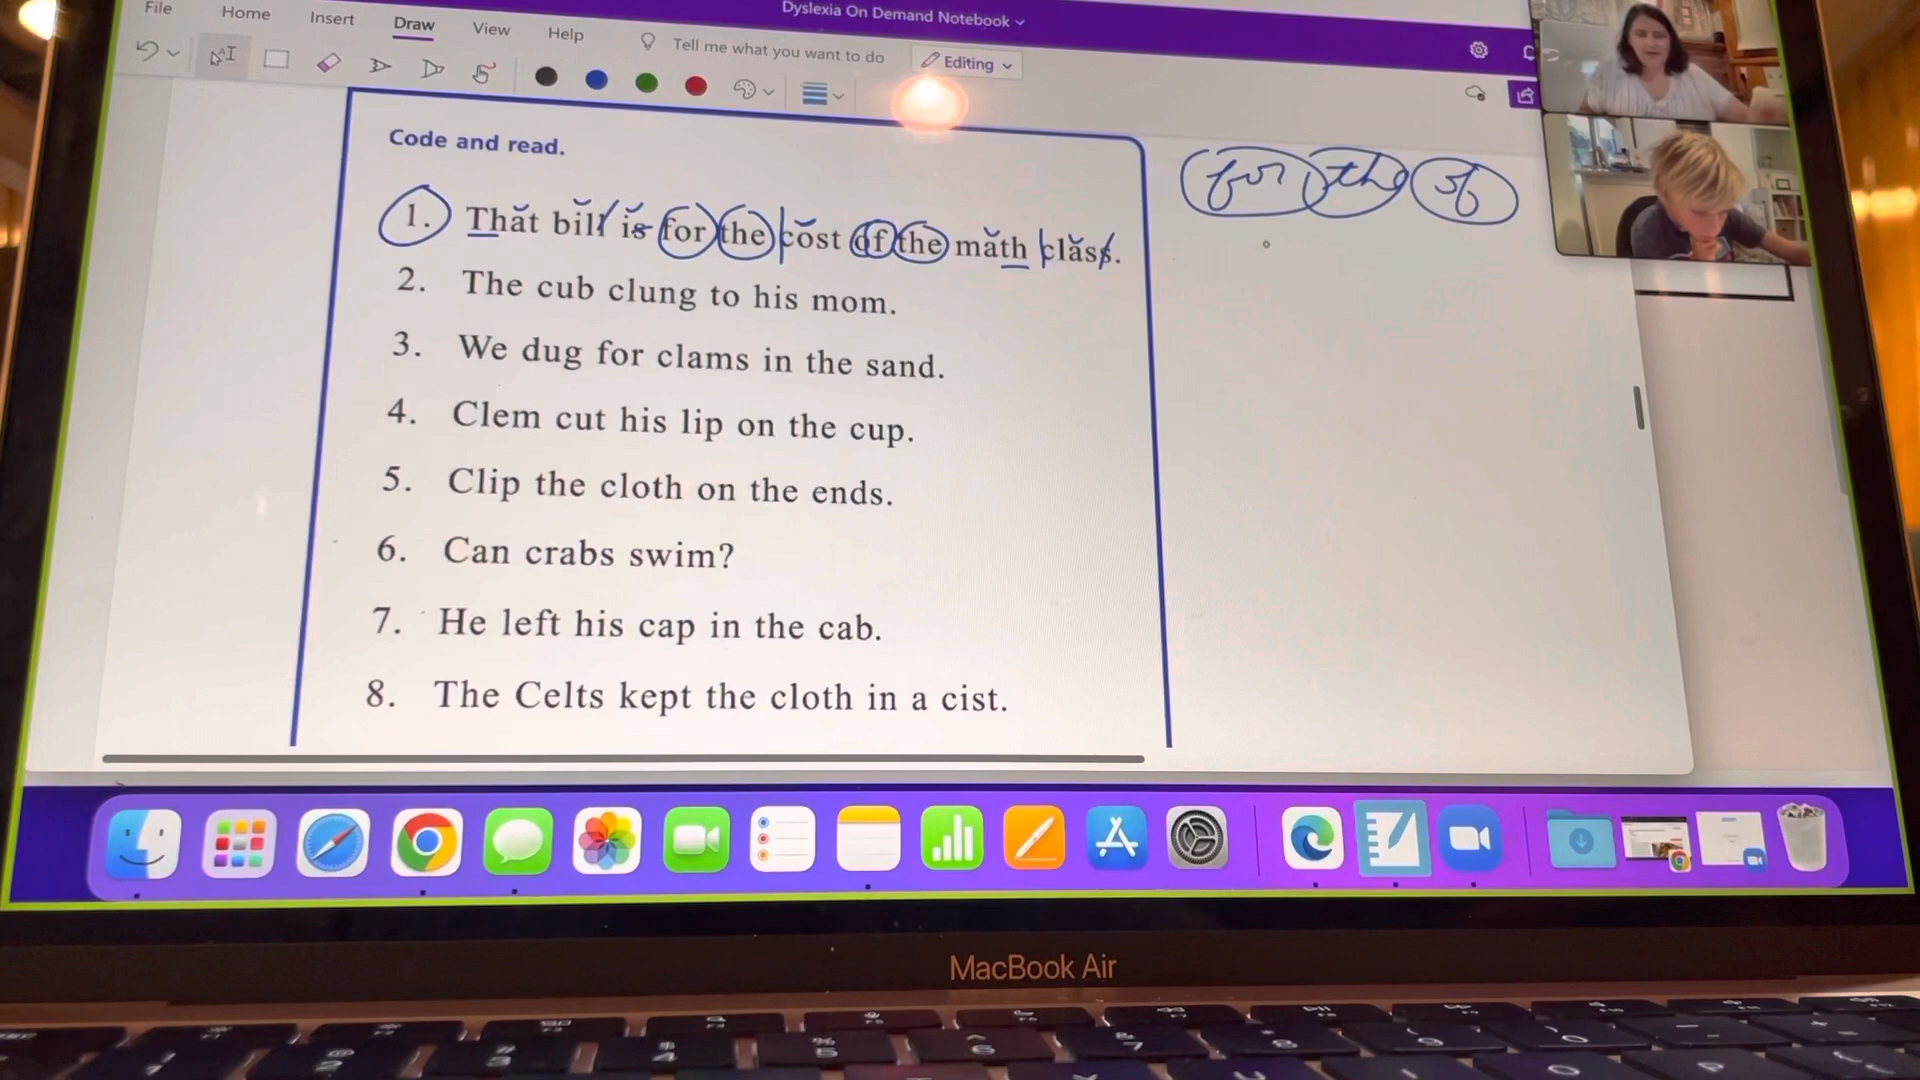 Dyslexia On Demand Notebook
File Home Insert Draw View Help Tell me what you want to do Editing
Code and read.
1. That bill is for the cost of the math class.
for the of
2. The cub clung to his mom.
3. We dug for clams in the sand.
4. Clem cut his lip on the cup.
5. Clip the cloth on the ends.
6. Can crabs swim?
7. He left his cap in the cab.
8. The Celts kept the cloth in a cist.
MacBook Air